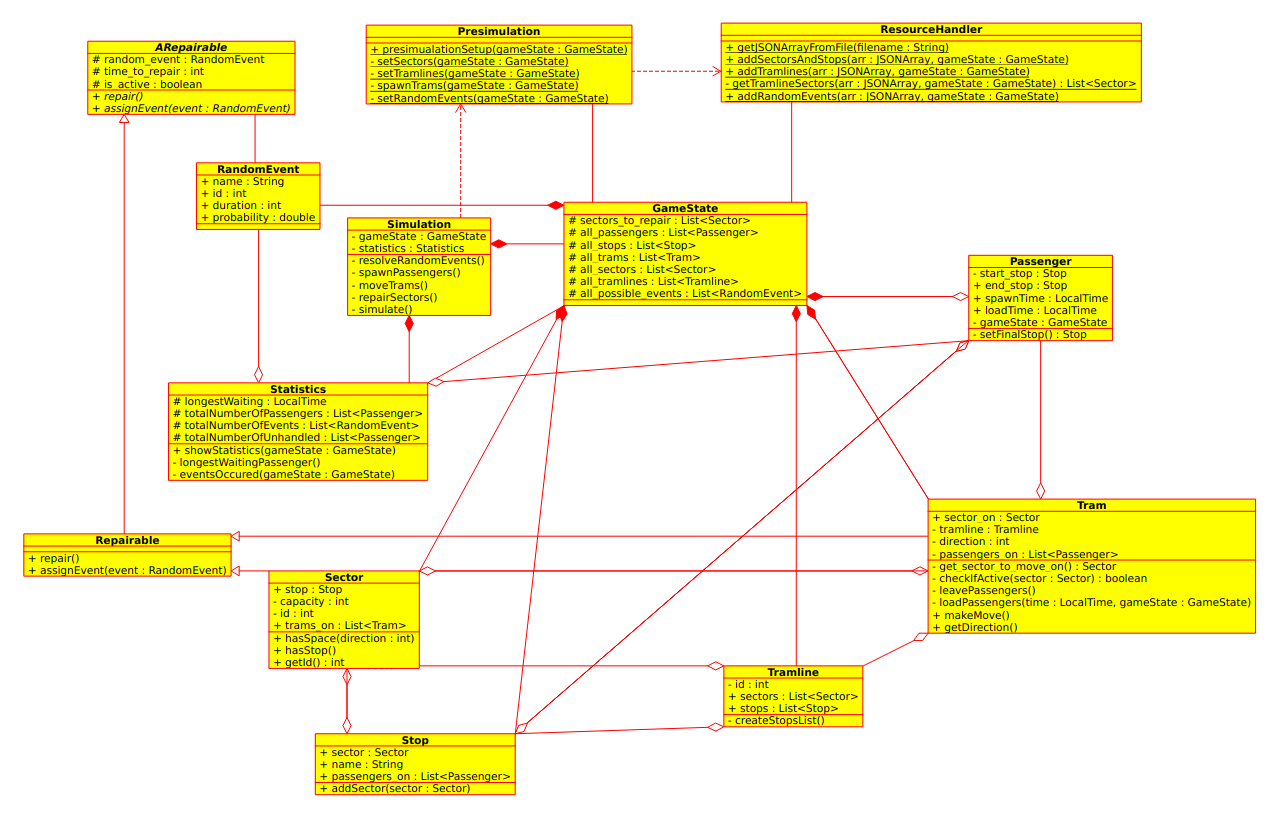 ARepairable
# random_event : RandomEvent
# time_to_repair : int
# is_active : boolean
+ repair()
+ assignEvent(event : RandomEvent)
Presimulation
+ presimualationSetup(gameState : GameState)
- setSectors(gameState : GameState)
- setTramlines(gameState : GameState)
- spawnTrams(gameState : GameState)
- setRandomEvents(gameState : GameState)
ResourceHandler
+ getJSONArrayFromFile(filename : String)
+ addSectorsAndStops(arr : JSONArray, gameState : GameState)
+ addTramlines(arr : JSONArray, gameState : GameState)
- getTramlineSectors(arr : JSONArray, gameState : GameState) : List<Sector>
+ addRandomEvents(arr : JSONArray, gameState : GameState)
RandomEvent
+ name : String
+ id : int
+ duration : int
+ probability : double
Simulation
- gameState : GameState
- statistics : Statistics
- resolveRandomEvents()
- spawnPassengers()
- moveTrams()
- repairSectors()
- simulate()
GameState
# sectors_to_repair : List<Sector>
# all_passengers : List<Passenger>
# all_stops : List<Stop>
# all_trams : List<Tram>
# all_sectors : List<Sector>
# all_tramlines : List<Tramline>
# all_possible_events : List<RandomEvent>
Passenger
- start_stop : Stop
+ end_stop : Stop
+ spawnTime : LocalTime
+ loadTime : LocalTime
- gameState : GameState
- setFinalStop() : Stop
Statistics
# longestWaiting : LocalTime
# totalNumberOfPassengers : List<Passenger>
# totalNumberOfEvents : List<RandomEvent>
# totalNumberOfUnhandled : List<Passenger>
+ showStatistics(gameState : GameState)
- longestWaitingPassenger()
- eventsOccured(gameState : GameState)
Repairable
+ repair()
+ assignEvent(event : RandomEvent)
Sector
+ stop : Stop
- capacity : int
- id : int
+ trams_on : List<Tram>
+ hasSpace(direction : int)
+ hasStop()
+ getId() : int
Tram
+ sector_on : Sector
- tramline : Tramline
- direction : int
- passengers_on : List<Passenger>
- get_sector_to_move_on() : Sector
- checkIfActive(sector : Sector) : boolean
- leavePassengers()
- loadPassengers(time : LocalTime, gameState : GameState)
+ makeMove()
+ getDirection()
Tramline
- id : int
+ sectors : List<Sector>
+ stops : List<Stop>
- createStopsList()
Stop
+ sector : Sector
+ name : String
+ passengers_on : List<Passenger>
+ addSector(sector : Sector)